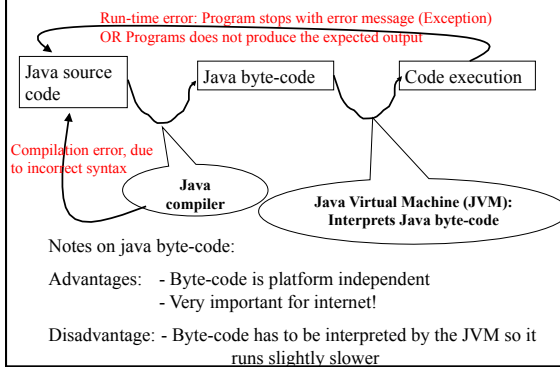 Run-time error: Program stops with error message (Exception)
OR Programs does not produce the expected output
Java source
code
Java byte-code
Code execution
Compilation error, due
to incorrect syntax
Java
compiler
Java Virtual Machine (JVM):
Interprets Java byte-code
Notes on java byte-code:
Advantages: - Byte-code is platform independent
- Very important for internet!
Disadvantage: - Byte-code has to be interpreted by the JVM so it
runs slightly slower